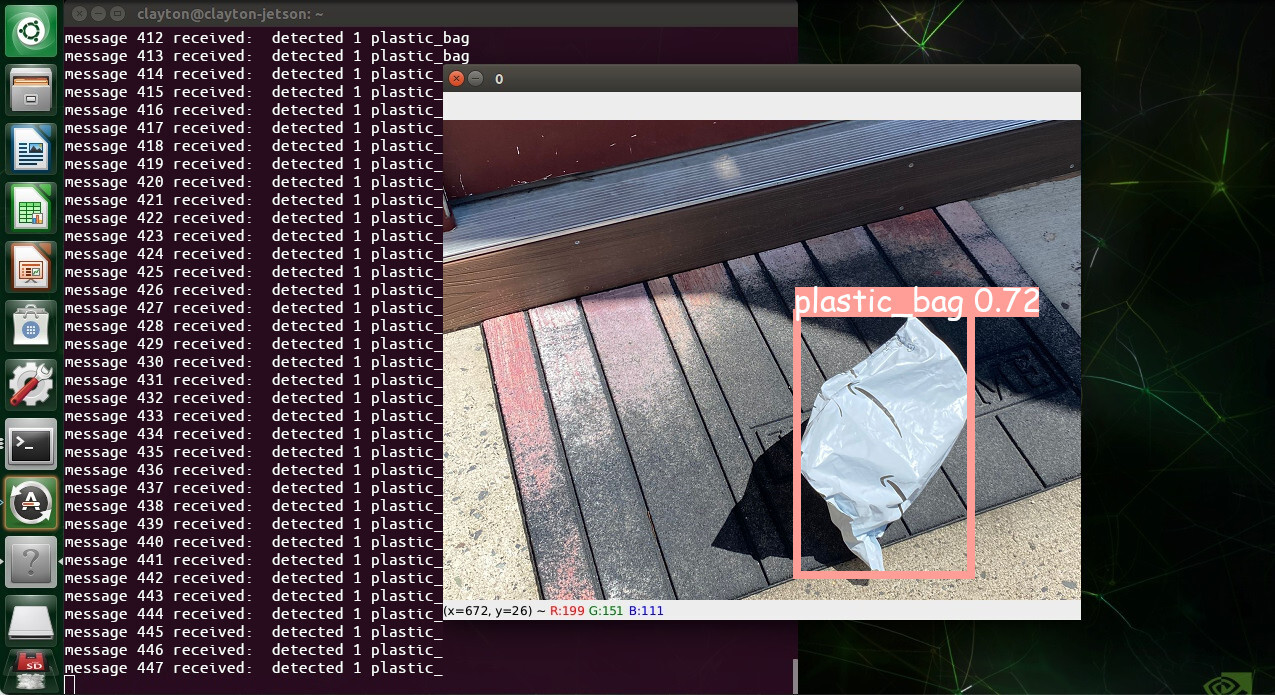 clayton@clayton-jetson: ~
message 412 received:  detected 1 plastic_bag
message 413 received:  detected 1 plastic_bag
message 414 received:  detected 1 plastic_
message 415 received:  detected 1 plastic_
message 416 received:  detected 1 plastic_
message 417 received:  detected 1 plastic_
message 418 received:  detected 1 plastic_
message 419 received:  detected 1 plastic_
message 420 received:  detected 1 plastic_
message 421 received:  detected 1 plastic_
message 422 received:  detected 1 plastic_
message 423 received:  detected 1 plastic_
message 424 received:  detected 1 plastic_
message 425 received:  detected 1 plastic_
message 426 received:  detected 1 plastic_
message 427 received:  detected 1 plastic_
message 428 received:  detected 1 plastic_
message 429 received:  detected 1 plastic_
message 430 received:  detected 1 plastic_
message 431 received:  detected 1 plastic_
message 432 received:  detected 1 plastic_
message 433 received:  detected 1 plastic_
message 434 received:  detected 1 plastic_
message 435 received:  detected 1 plastic_
message 436 received:  detected 1 plastic_
message 437 received:  detected 1 plastic_
message 438 received:  detected 1 plastic_
message 439 received:  detected 1 plastic_
message 440 received:  detected 1 plastic_
message 441 received:  detected 1 plastic_
message 442 received:  detected 1 plastic_
message 443 received:  detected 1 plastic_
message 444 received:  detected 1 plastic_
message 445 received:  detected 1 plastic_
message 446 received:  detected 1 plastic_
message 447 received:  detected 1 plastic_
0
plastic_bag 0.72
(x=672, y=26) ~ R:199 G:151 B:111
>_
A
?
SD